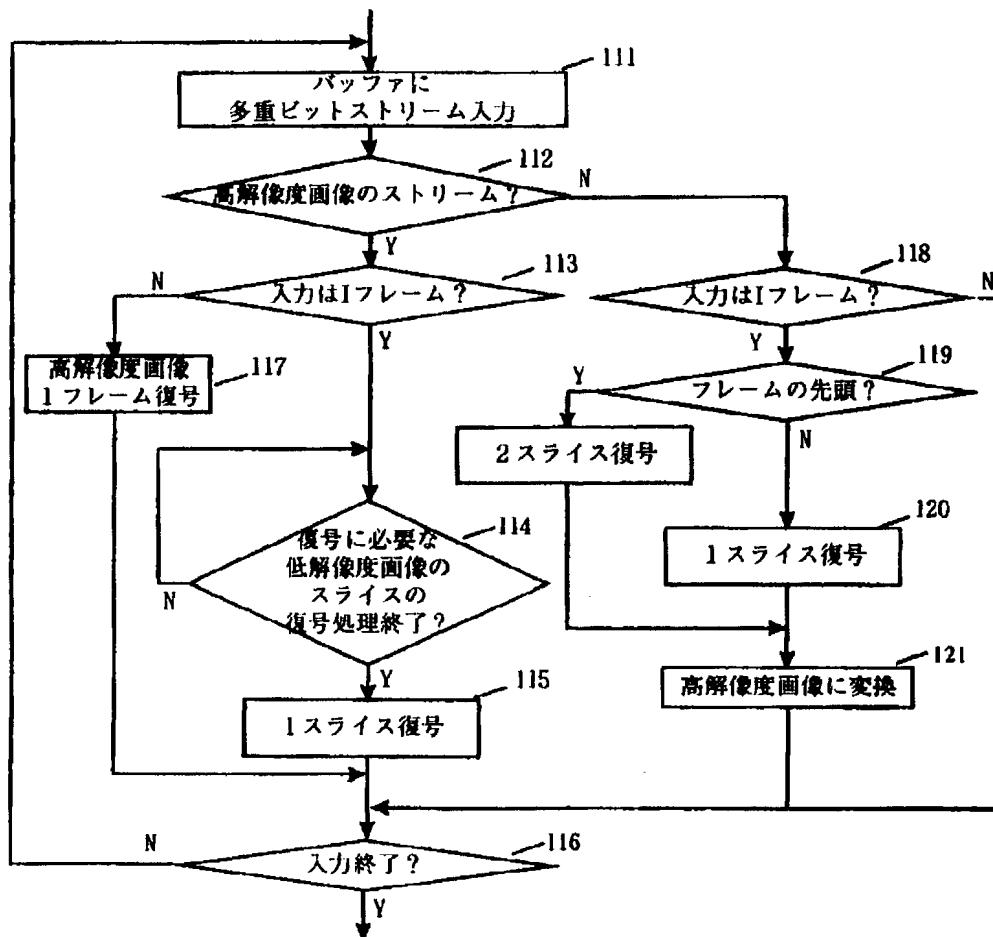 111
バッファに
多重ビットストリーム入力
112
高解像度画像のストリーム？
N
Y
113
N
入力はIフレーム？
Y
118
入力はIフレーム？
N
Y
高解像度画像
1フレーム復号
117
119
Y
フレームの先頭？
N
2スライス復号
114
復号に必要な
低解像度画像の
スライスの
復号処理終了？
N
Y
120
1スライス復号
115
1スライス復号
121
高解像度画像に変換
116
N
入力終了？
Y